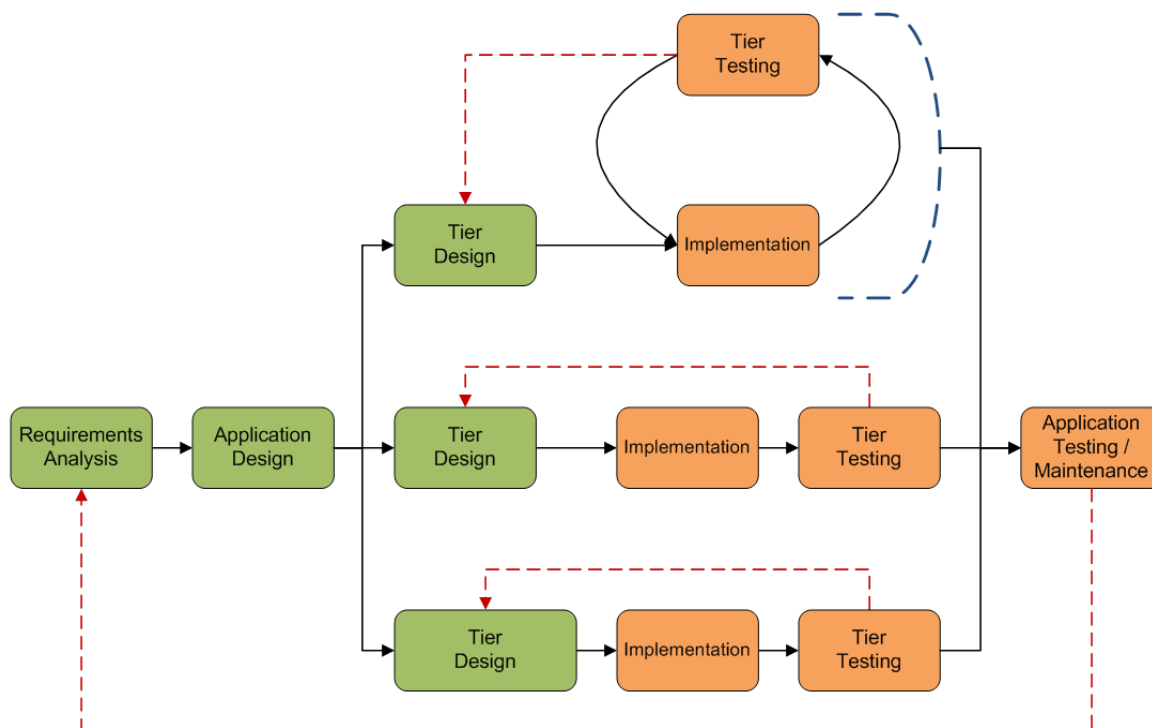 Tier
Testing
Tier
Design
Implementation
Requirements
Analysis
Application
Design
Tier
Design
Implementation
Tier
Testing
Application
Testing /
Maintenance
Tier
Design
Implementation
Tier
Testing